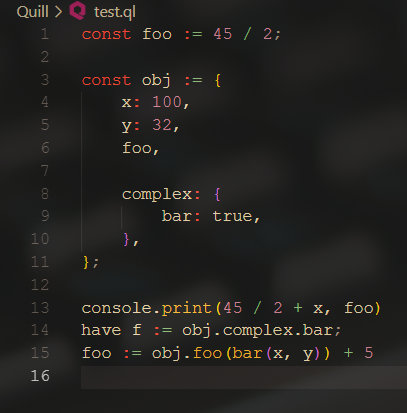 Quill > test.ql
1 const foo := 45 / 2;
2
3 const obj := {
4     x: 100,
5     y: 32,
6     foo,
7
8     complex: {
9         bar: true,
10     },
11 };
12
13 console.print(45 / 2 + x, foo)
14 have f := obj.complex.bar;
15 foo := obj.foo(bar(x, y)) + 5
16